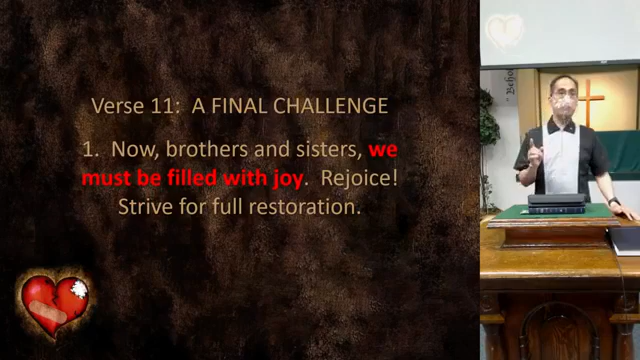 Verse 11: A FINAL CHALLENGE
1. Now, brothers and sisters, we
must be filled with joy. Rejoice!
Strive for full restoration.